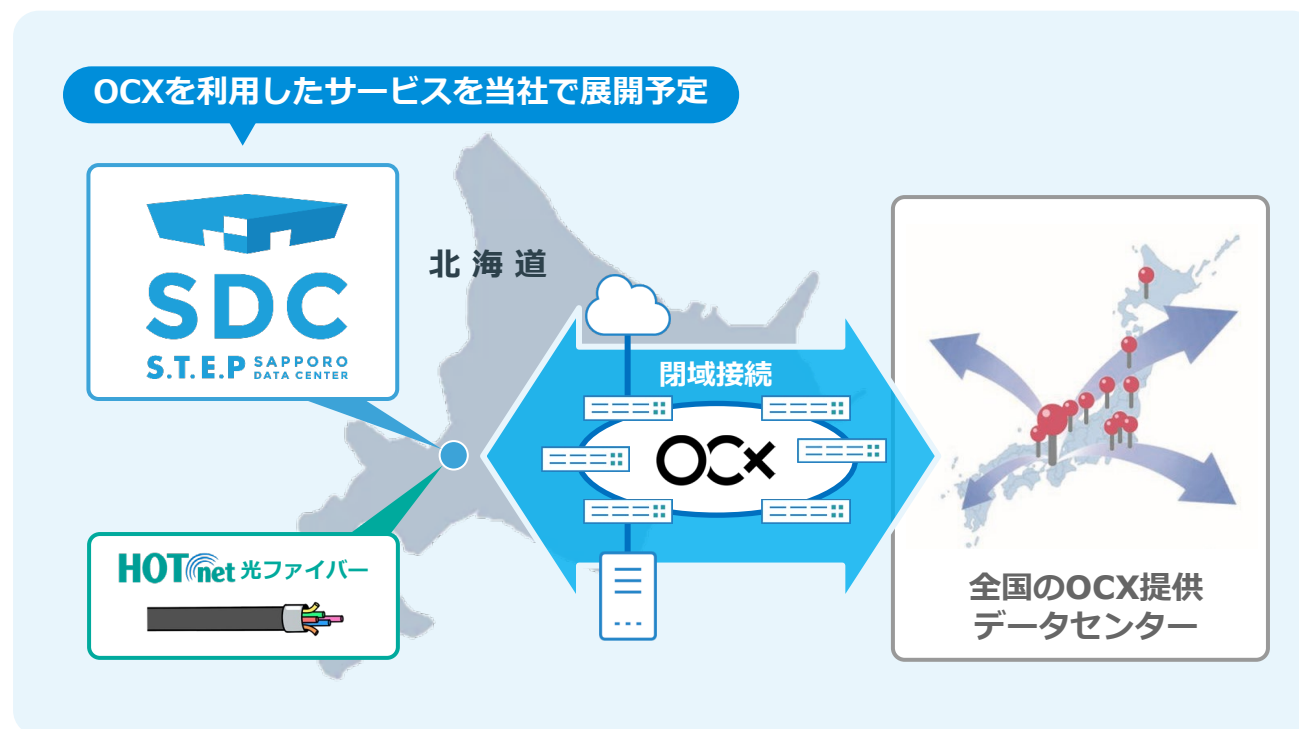 OCXを利用したサービスを当社で展開予定
SDC
S.T.E.P SAPPORO DATA CENTER
北海道
閉域接続
OCX
HOTnet 光ファイバー
全国のOCX提供
データセンター